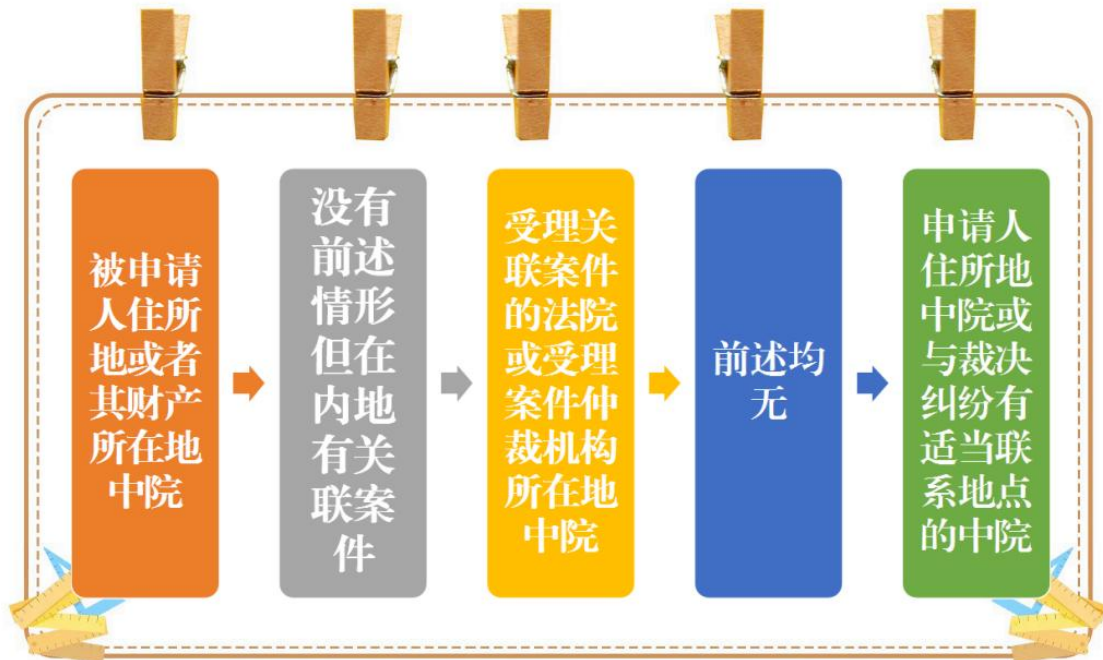 被申请
人住所
地或者
其财产
所在地
中院
没有
前述
情形
但在
内地
有关
联案
件
受理关
联案件
的法院
或受理
案件仲
裁机构
所在地
中院
前述均
无
申请人
住所地
中院或
与裁决
纠纷有
适当联
系地点
的中院